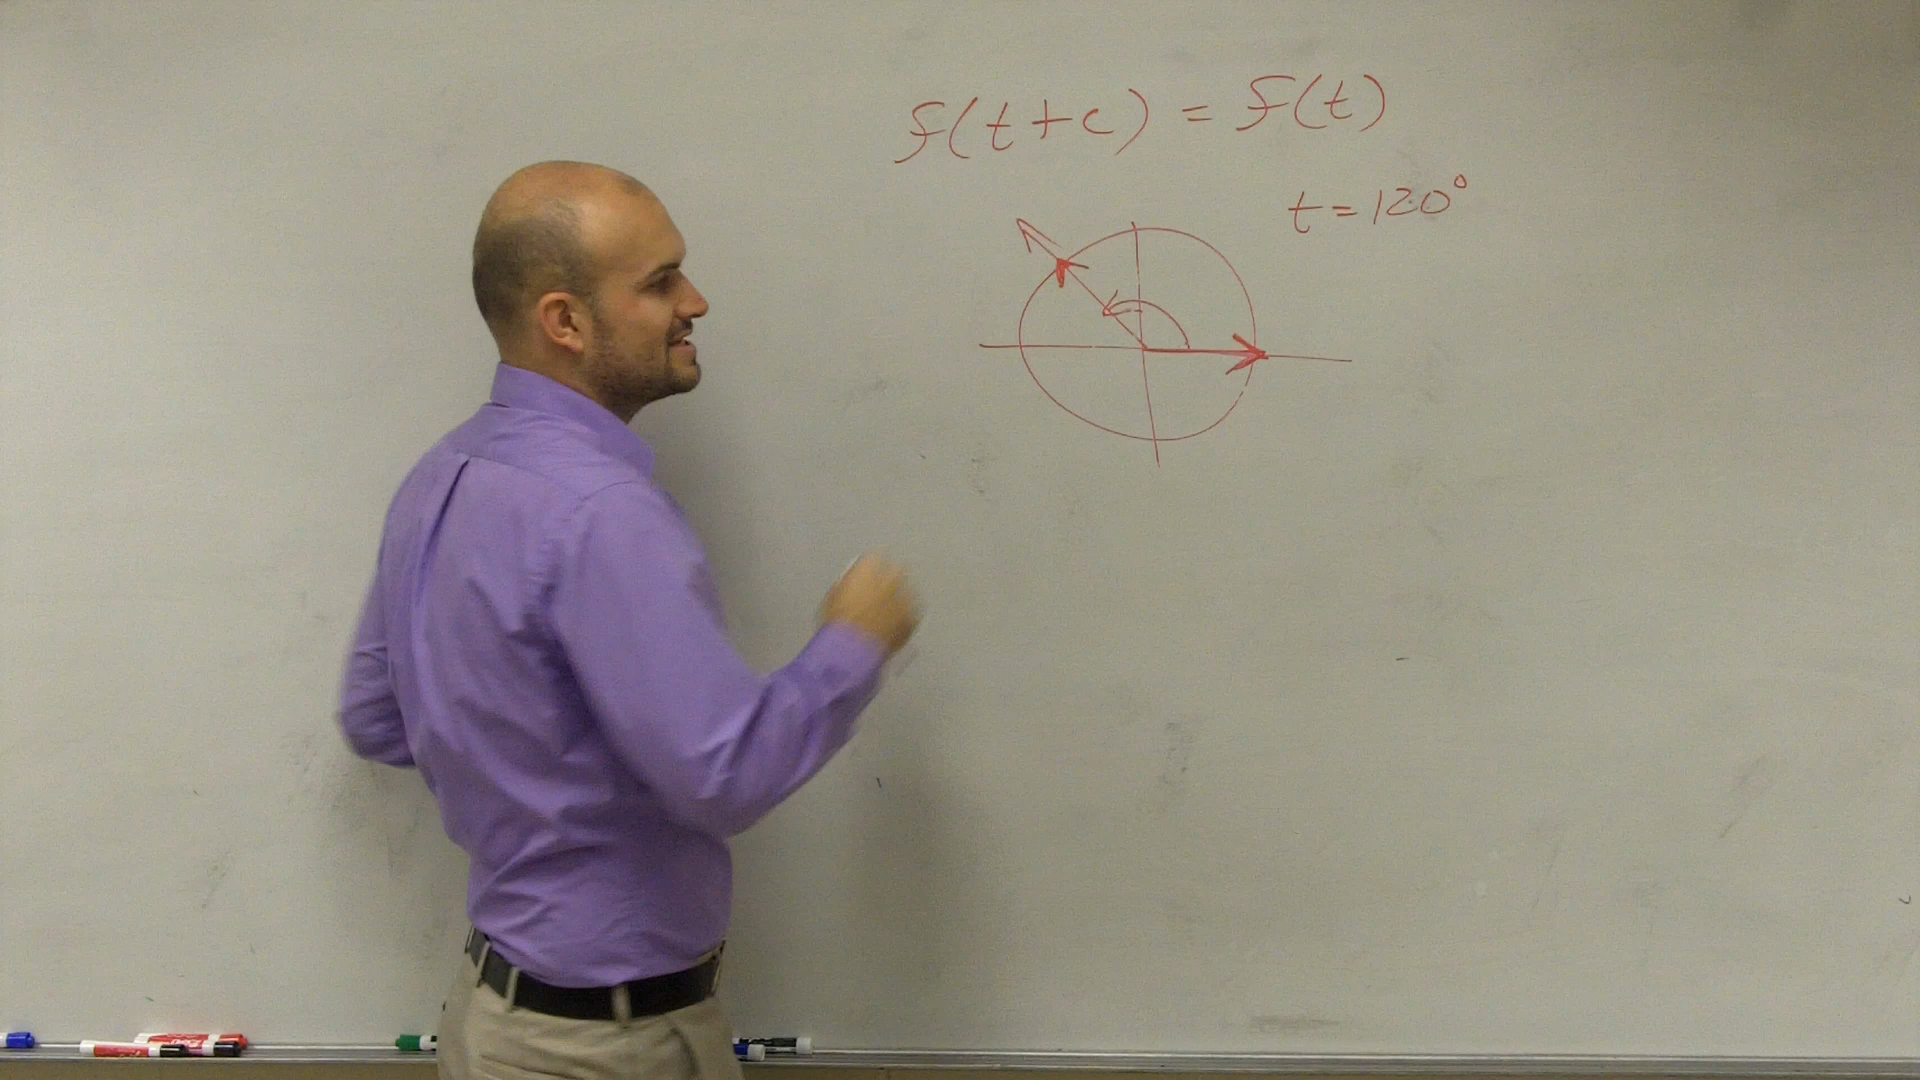 f(t+c) = f(t)
t = 120°